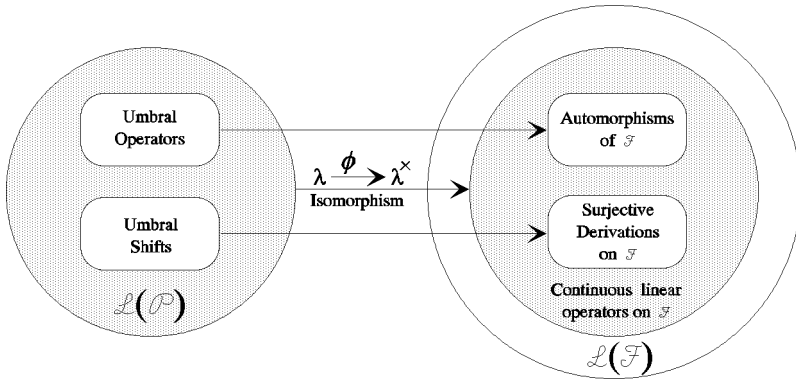 Umbral
Operators
Automorphisms
of ℱ
ϕ
λ → λ×
Isomorphism
Umbral
Shifts
Surjective
Derivations
on ℱ
Continuous linear
operators on ℱ
ℒ(𝒫)
ℒ(ℱ)